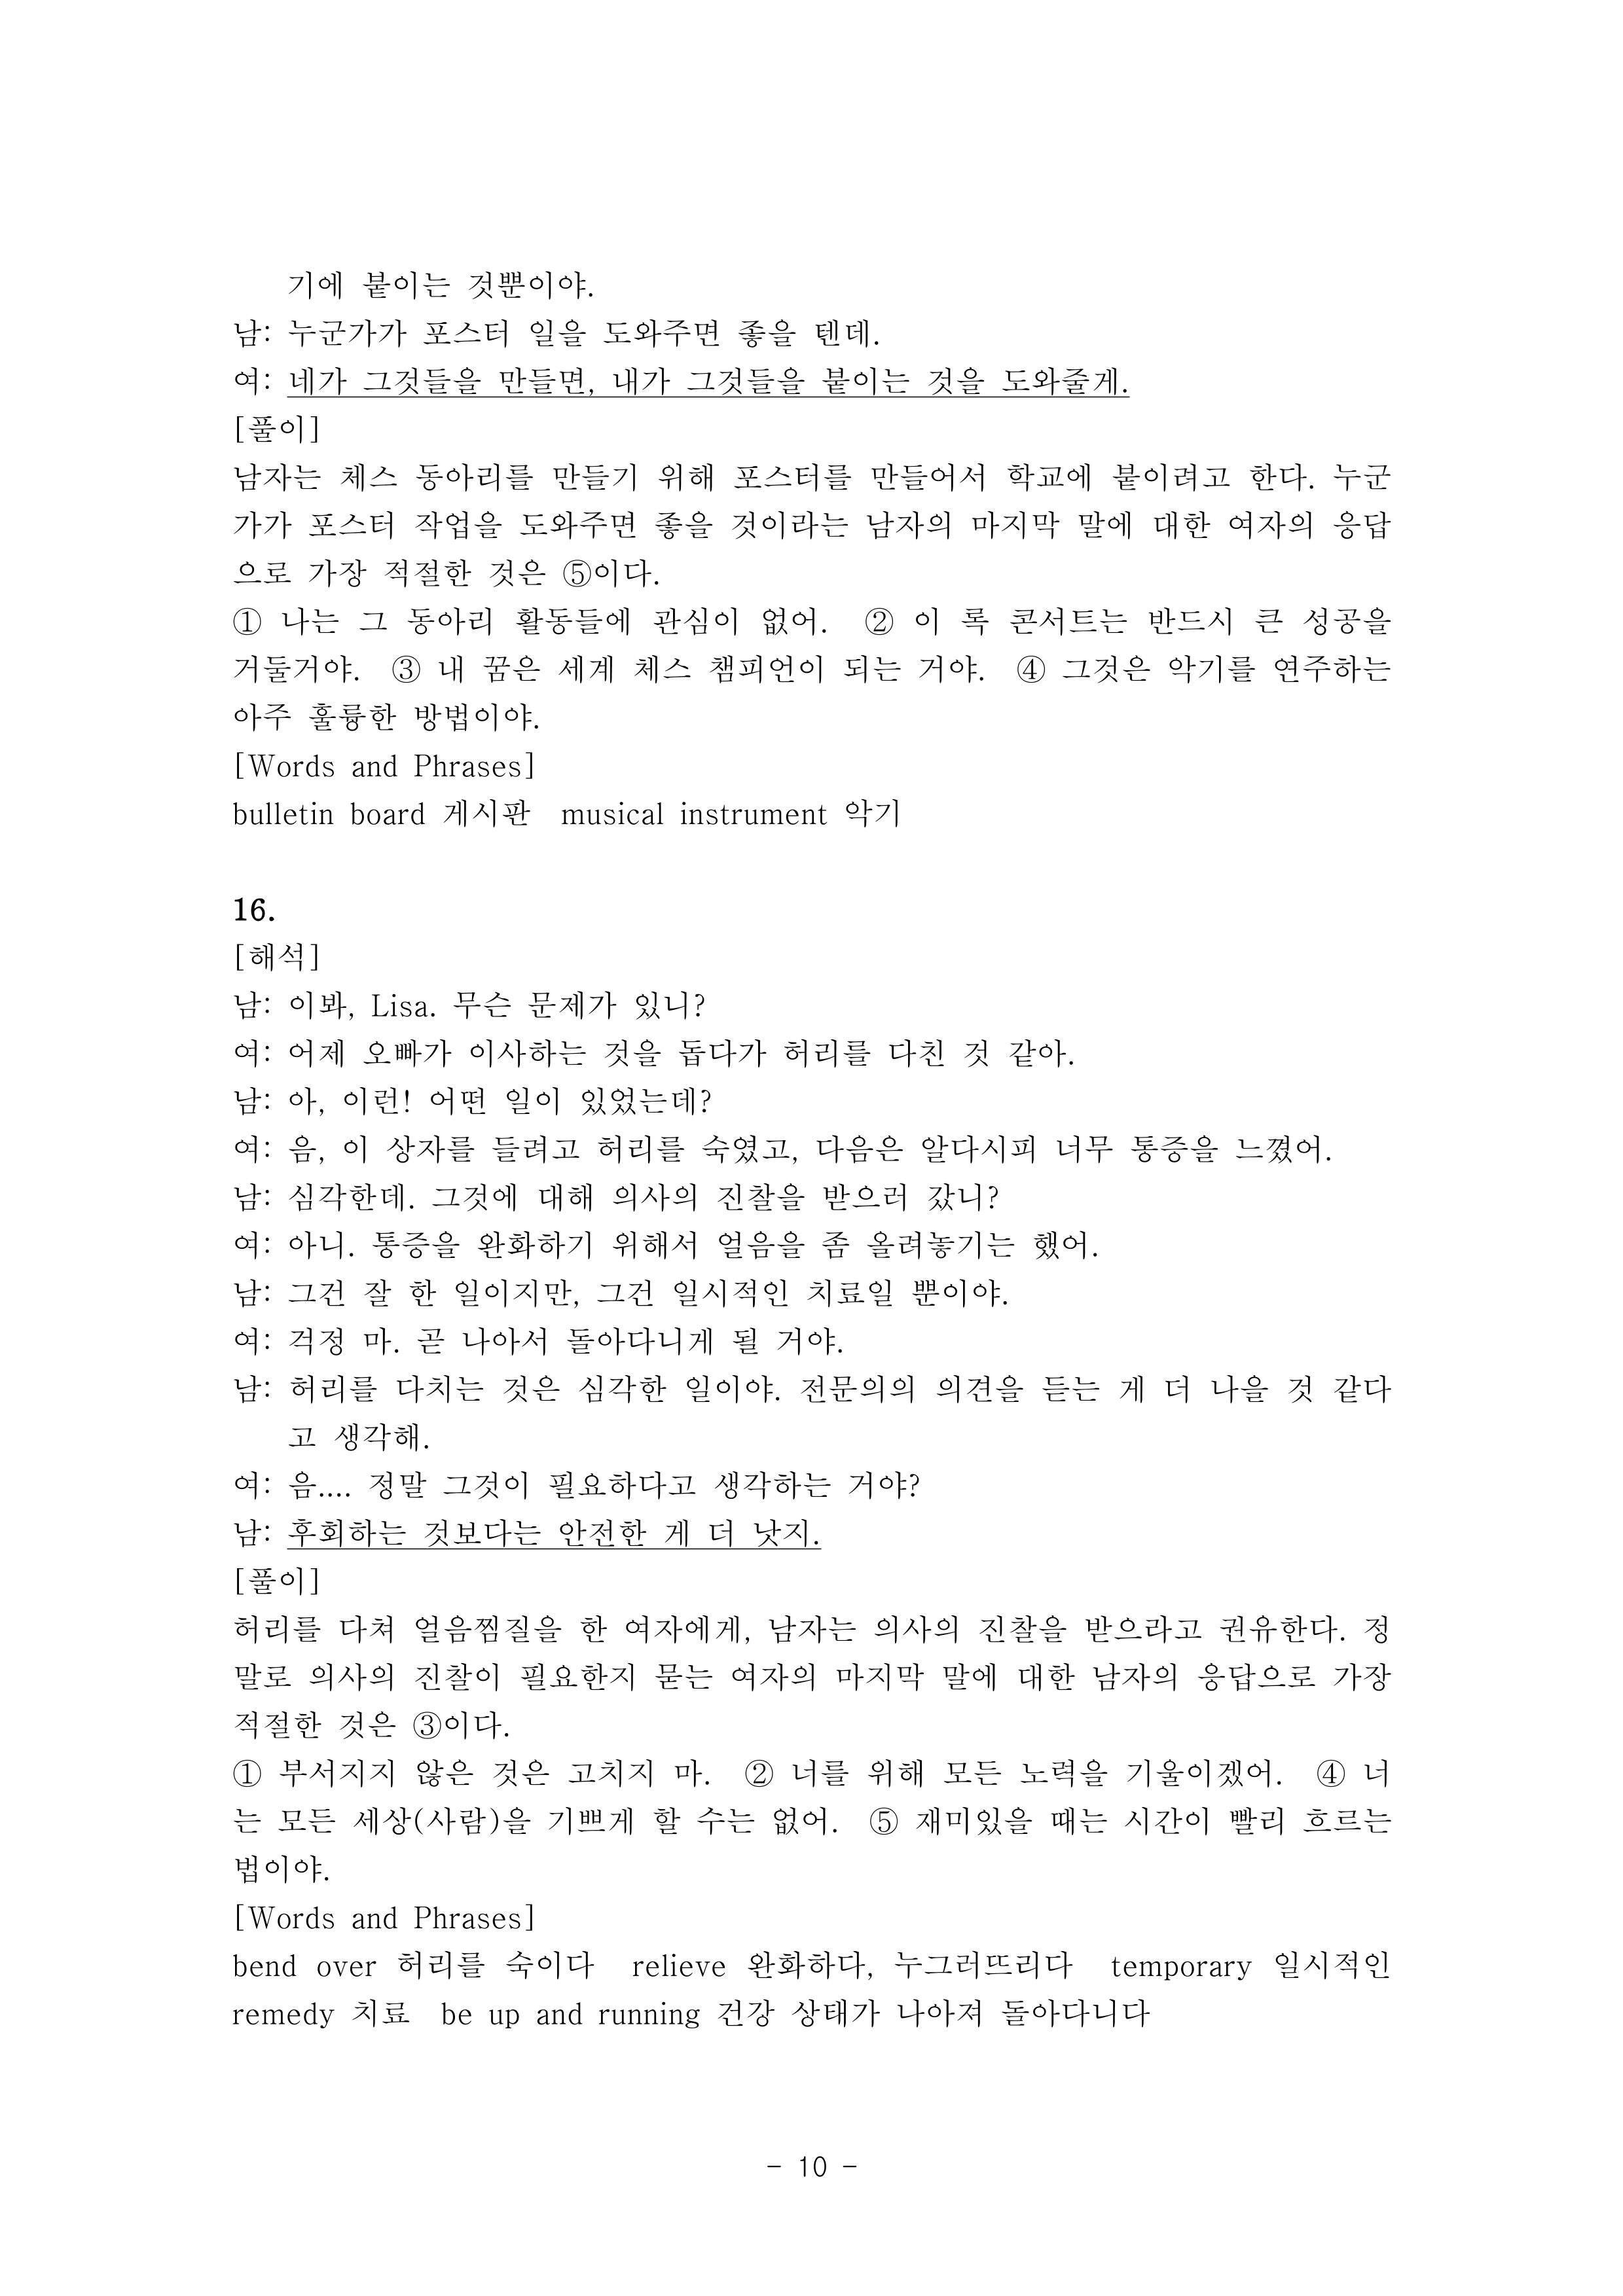 기에 붙이는 것뿐이야.
남: 누군가가 포스터 일을 도와주면 좋을 텐데.
여: 네가 그것들을 만들면, 내가 그것들을 붙이는 것을 도와줄게.
[풀이]
남자는 체스 동아리를 만들기 위해 포스터를 만들어서 학교에 붙이려고 한다. 누군
가가 포스터 작업을 도와주면 좋을 것이라는 남자의 마지막 말에 대한 여자의 응답
으로 가장 적절한 것은 ⑤이다.
① 나는 그 동아리 활동들에 관심이 없어. ② 이 록 콘서트는 반드시 큰 성공을
거둘거야. ③ 내 꿈은 세계 체스 챔피언이 되는 거야. ④ 그것은 악기를 연주하는
아주 훌륭한 방법이야.
[Words and Phrases]
bulletin board 게시판 musical instrument 악기
16.
[해석]
남: 이봐, Lisa. 무슨 문제가 있니?
여: 어제 오빠가 이사하는 것을 돕다가 허리를 다친 것 같아.
남: 아, 이런! 어떤 일이 있었는데?
여: 음, 이 상자를 들려고 허리를 숙였고, 다음은 알다시피 너무 통증을 느꼈어.
남: 심각한데. 그것에 대해 의사의 진찰을 받으러 갔니?
여: 아니. 통증을 완화하기 위해서 얼음을 좀 올려놓기는 했어.
남: 그건 잘 한 일이지만, 그건 일시적인 치료일 뿐이야.
여: 걱정 마. 곧 나아서 돌아다니게 될 거야.
남: 허리를 다치는 것은 심각한 일이야. 전문의의 의견을 듣는 게 더 나을 것 같다
고 생각해.
여: 음.... 정말 그것이 필요하다고 생각하는 거야?
남: 후회하는 것보다는 안전한 게 더 낫지.
[풀이]
허리를 다쳐 얼음찜질을 한 여자에게, 남자는 의사의 진찰을 받으라고 권유한다. 정
말로 의사의 진찰이 필요한지 묻는 여자의 마지막 말에 대한 남자의 응답으로 가장
적절한 것은 ③이다.
① 부서지지 않은 것은 고치지 마. ② 너를 위해 모든 노력을 기울이겠어. ④ 너
는 모든 세상(사람)을 기쁘게 할 수는 없어. ⑤ 재미있을 때는 시간이 빨리 흐르는
법이야.
[Words and Phrases]
bend over 허리를 숙이다 relieve 완화하다, 누그러뜨리다 temporary 일시적인
remedy 치료 be up and running 건강 상태가 나아져 돌아다니다
- 10 -